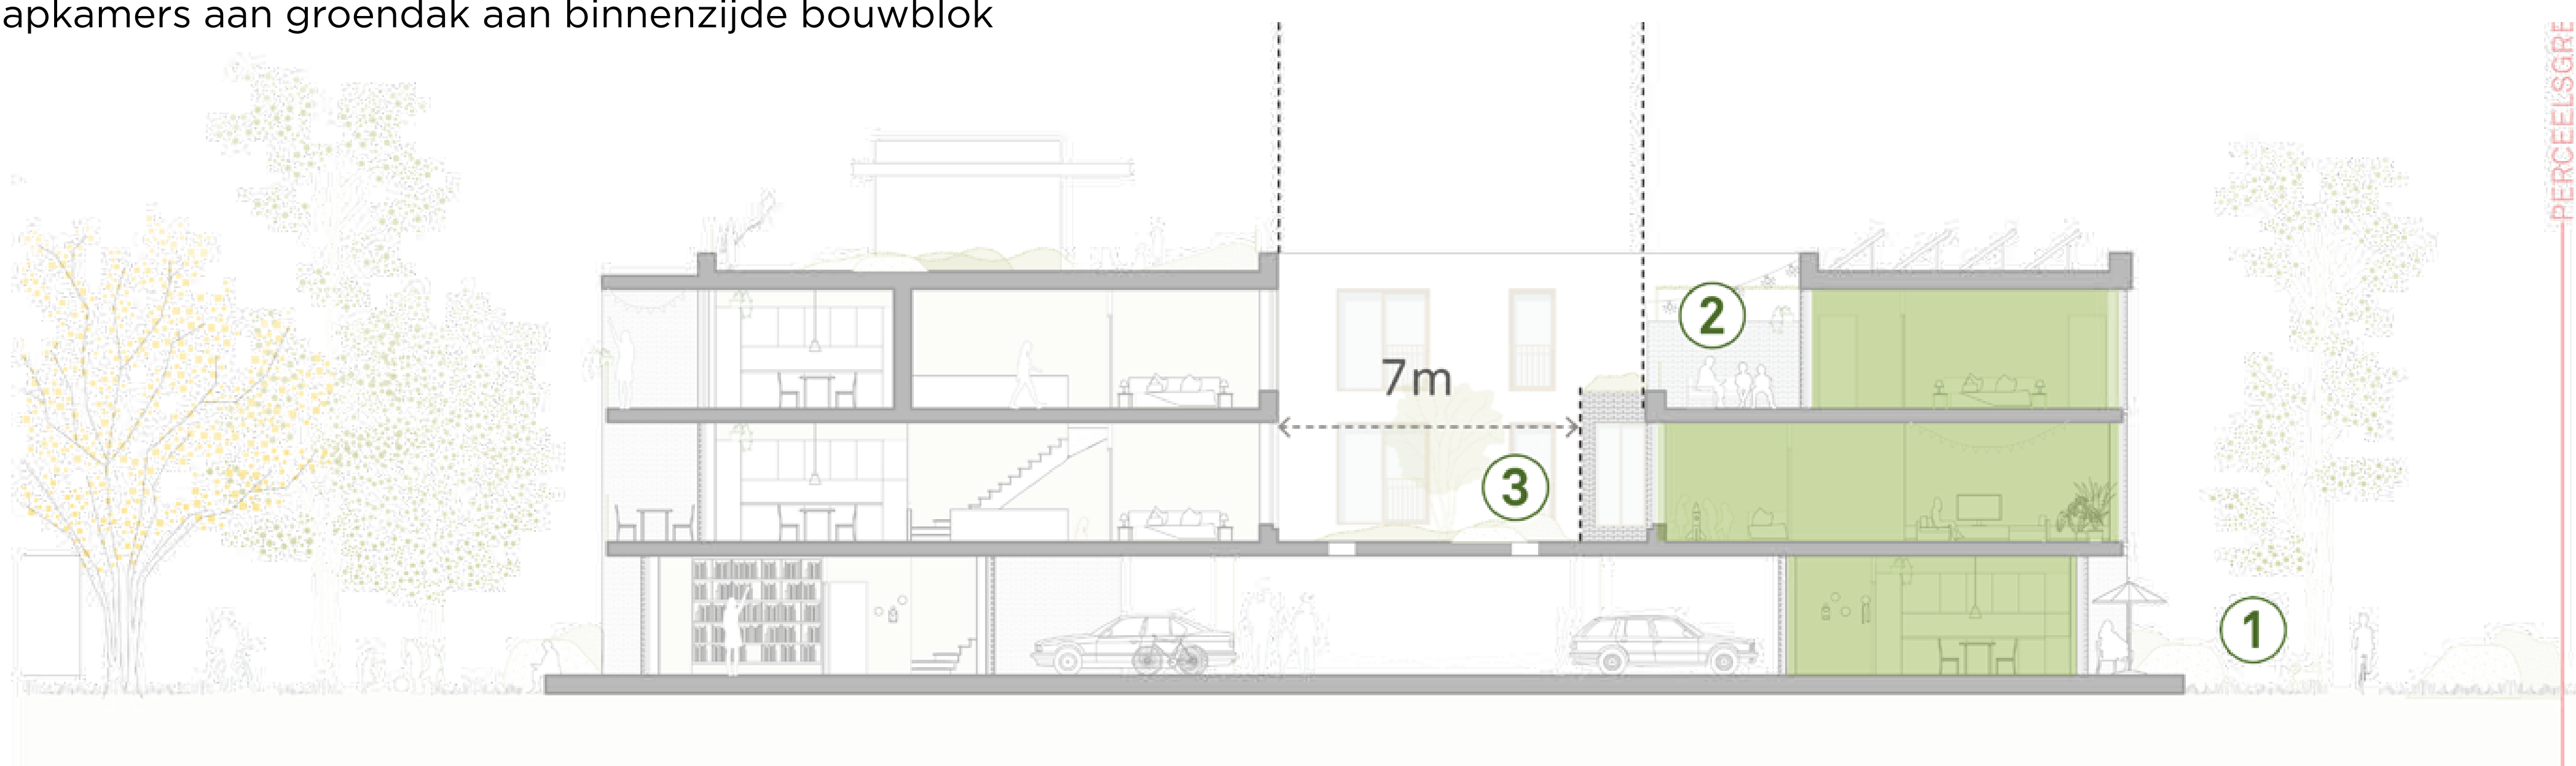 apkamers aan groendak aan binnenzijde bouwblok
PERCEELSGRE
2
7m
3
1